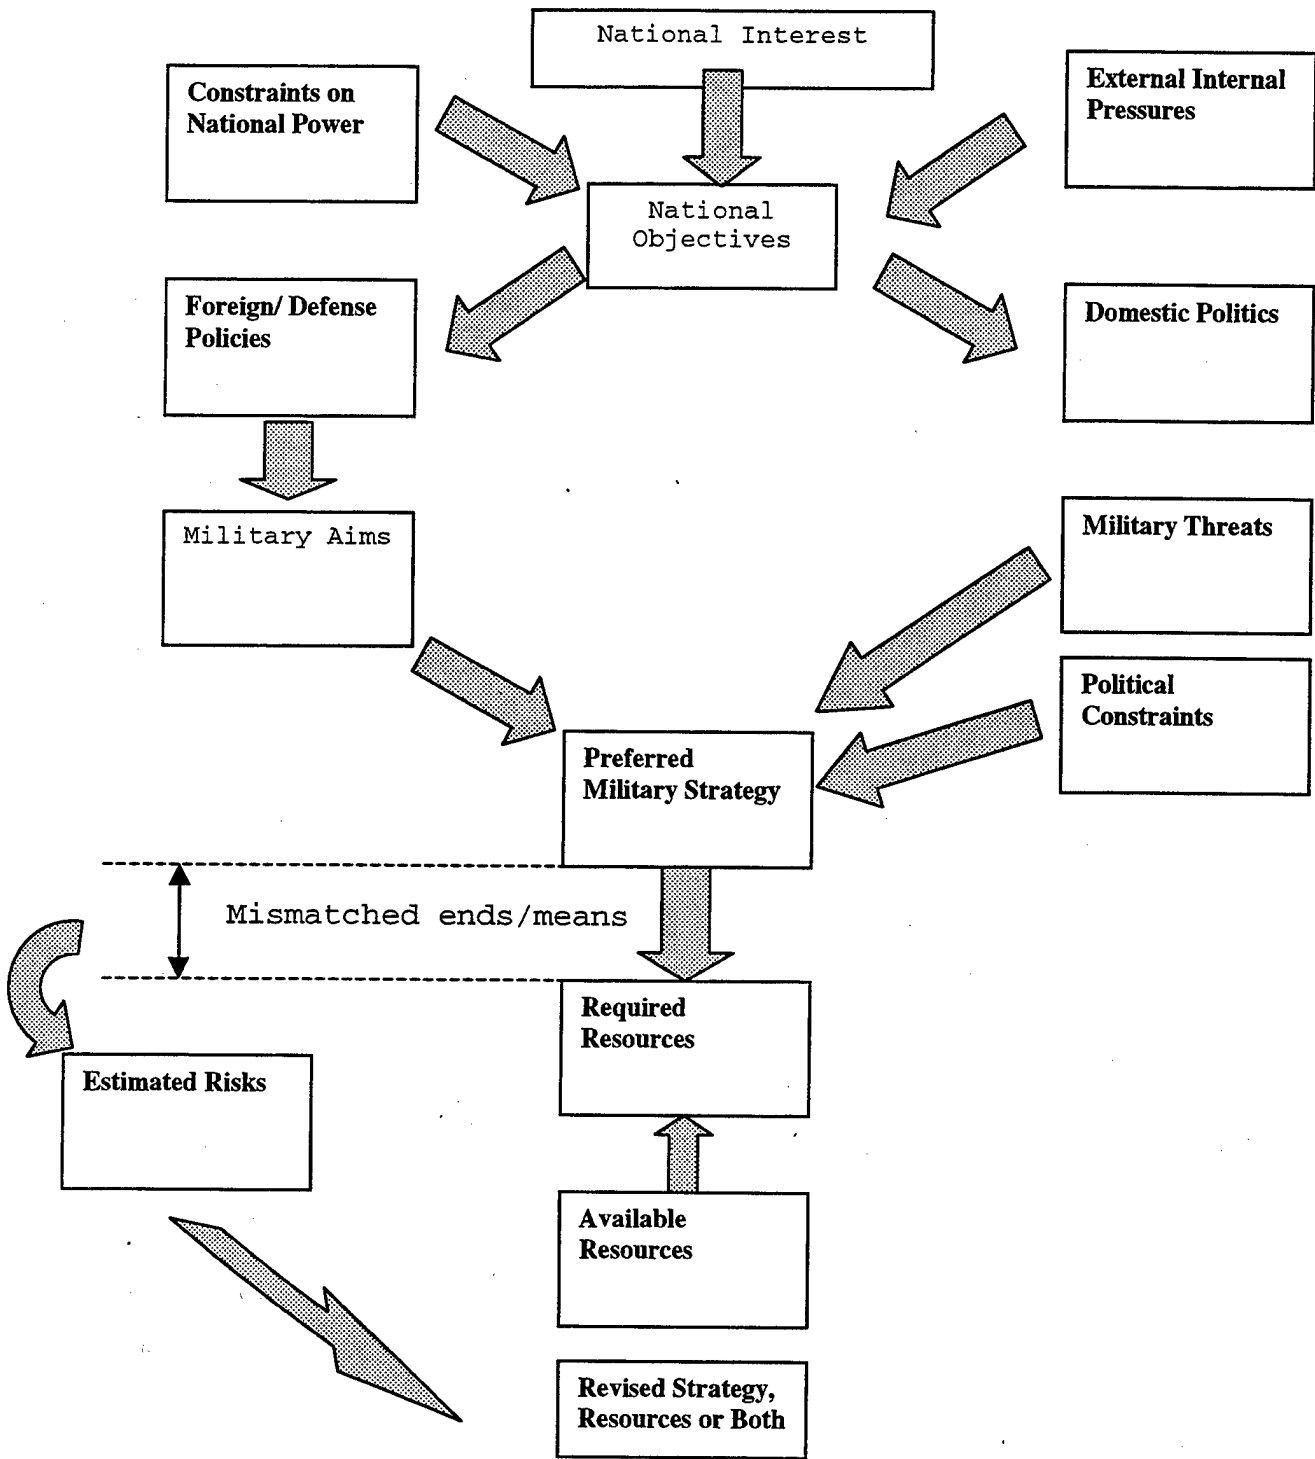 National Interest
Constraints on
National Power
External Internal
Pressures
National
Objectives
Foreign/ Defense
Policies
Domestic Politics
Military Aims
Military Threats
Political
Constraints
Preferred
Military Strategy
Mismatched ends/means
Required
Resources
Estimated Risks
Available
Resources
Revised Strategy,
Resources or Both